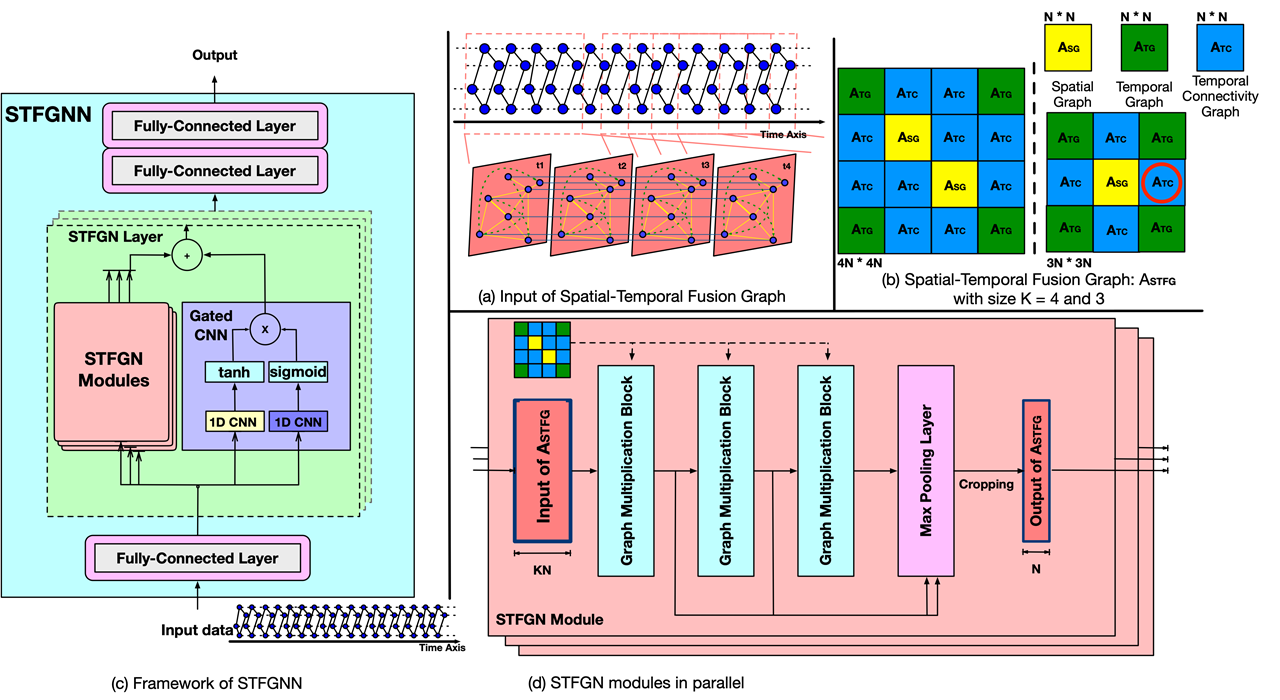 Output
STFGNN
Fully-Connected Layer
Fully-Connected Layer
STFGN Layer
+
Gated
CNN
X
STFGN
Modules
tanh
sigmoid
1D CNN
1D CNN
Fully-Connected Layer
Input data
Time Axis
(c) Framework of STFGNN
Time Axis
t1
t2
t3
t4
(a) Input of Spatial-Temporal Fusion Graph
N * N
N * N
N * N
ASG
ATG
ATC
Spatial
Graph
Temporal
Graph
Temporal
Connectivity
Graph
ATG ATC ATC ATG
ATC ASG ATC ATC
ATC ATC ASG ATC
ATG ATC ATC ATG
4N * 4N
ATG ATC ATG
ATC ASG ATC
ATG ATC ATG
3N * 3N
(b) Spatial-Temporal Fusion Graph: ASTFG
with size K = 4 and 3
Input of ASTFG
KN
Graph Multiplication Block
Graph Multiplication Block
Graph Multiplication Block
Max Pooling Layer
Cropping
Output of ASTFG
N
STFGN Module
(d) STFGN modules in parallel